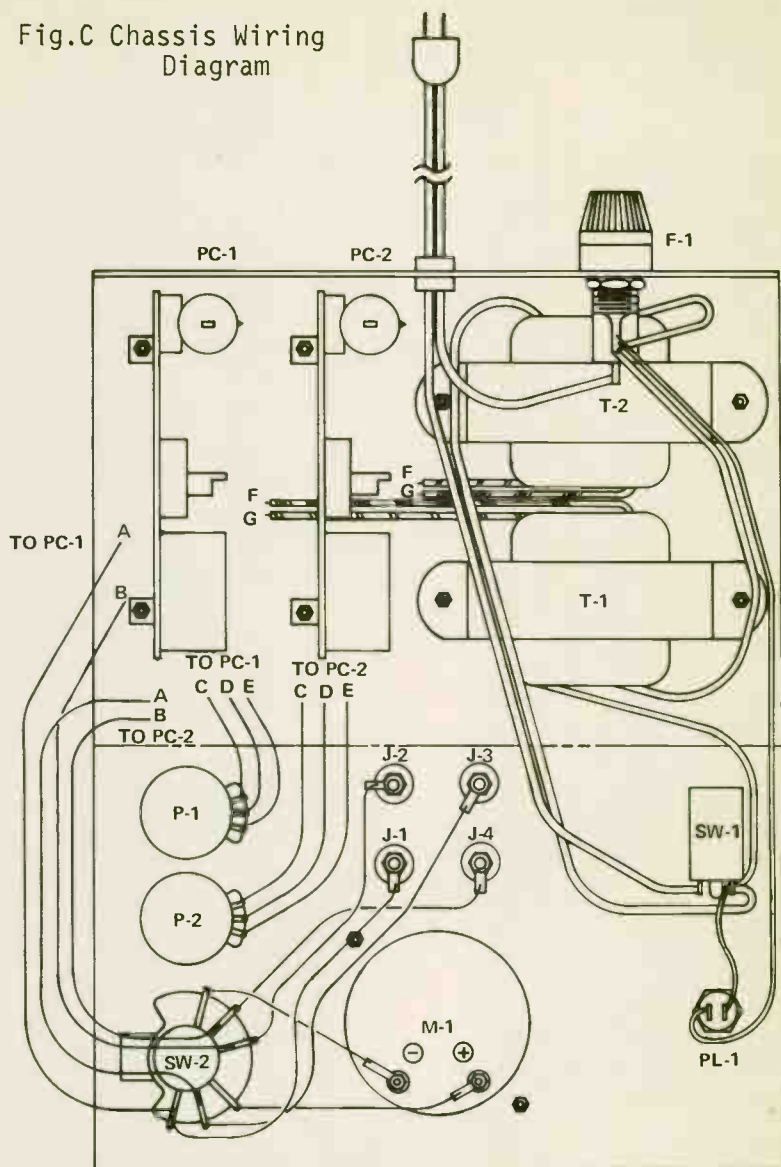 Fig.C Chassis Wiring
Diagram
F-1
PC-1
PC-2
T-2
F
G
F
G
TO PC-1
A
B
T-1
TO PC-1
TO PC-2
C D E
C D E
A
B
TO PC-2
J-2
J-3
P-1
SW-1
J-1
J-4
P-2
M-1
SW-2
− +
PL-1